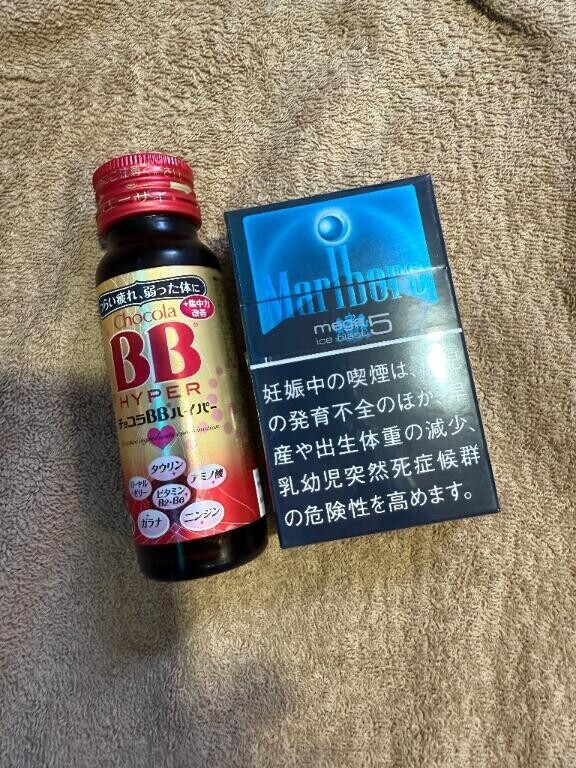 つらい疲れ、弱った体に
+集中力
改善
Chocola
BB
HYPER
チョコラBBハイパー
タウリン
アミノ酸
ローヤル
ゼリー
ビタミン
B2・B6
ガラナ
ニンジン
Marlboro
mega 5
ice blast
妊娠中の喫煙は、胎児
の発育不全のほか、早
産や出生体重の減少、
乳幼児突然死症候群
の危険性を高めます。